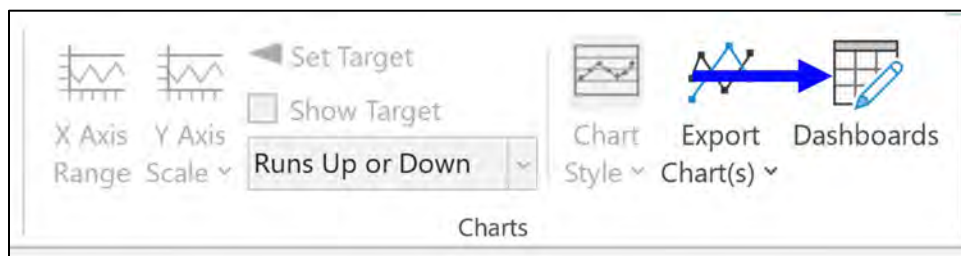 X Axis
Range
Y Axis
Scale
Set Target
Show Target
Runs Up or Down
Chart
Style
Export
Chart(s)
Dashboards
Charts